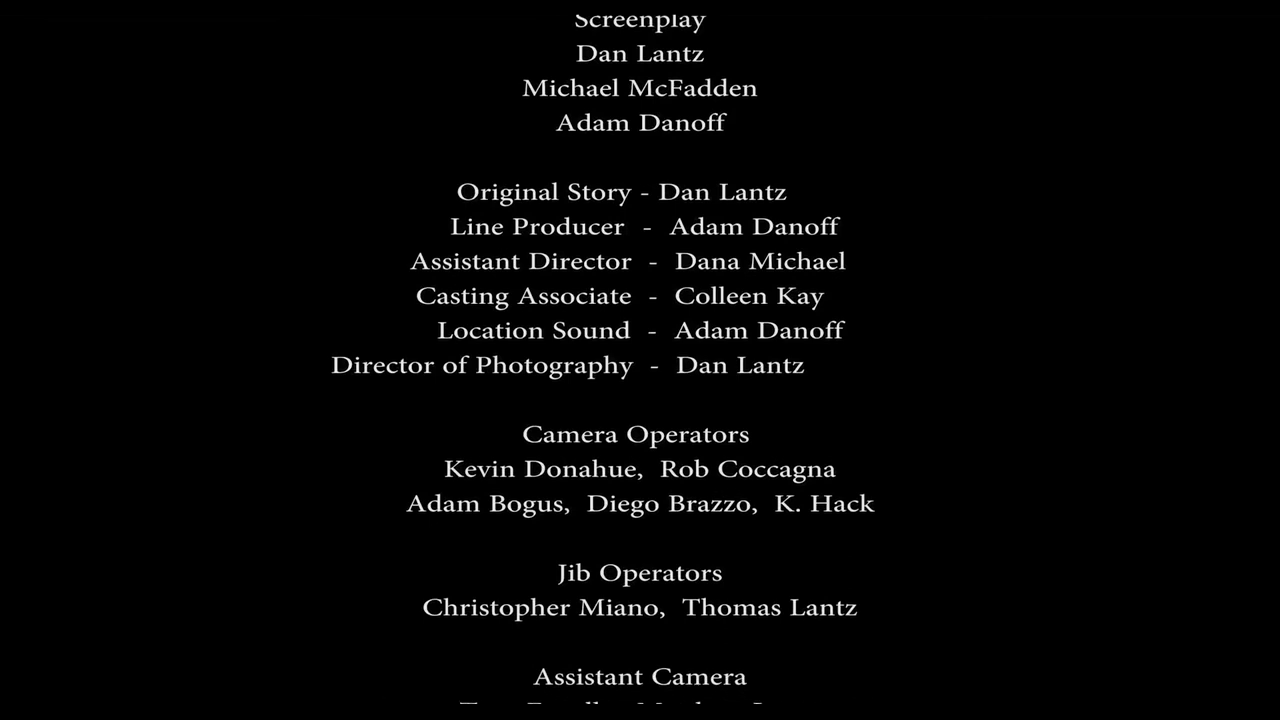 Screenplay
Dan Lantz
Michael McFadden
Adam Danoff
Original Story - Dan Lantz
Line Producer - Adam Danoff
Assistant Director - Dana Michael
Casting Associate - Colleen Kay
Location Sound - Adam Danoff
Director of Photography - Dan Lantz
Camera Operators
Kevin Donahue, Rob Coccagna
Adam Bogus, Diego Brazzo, K. Hack
Jib Operators
Christopher Miano, Thomas Lantz
Assistant Camera